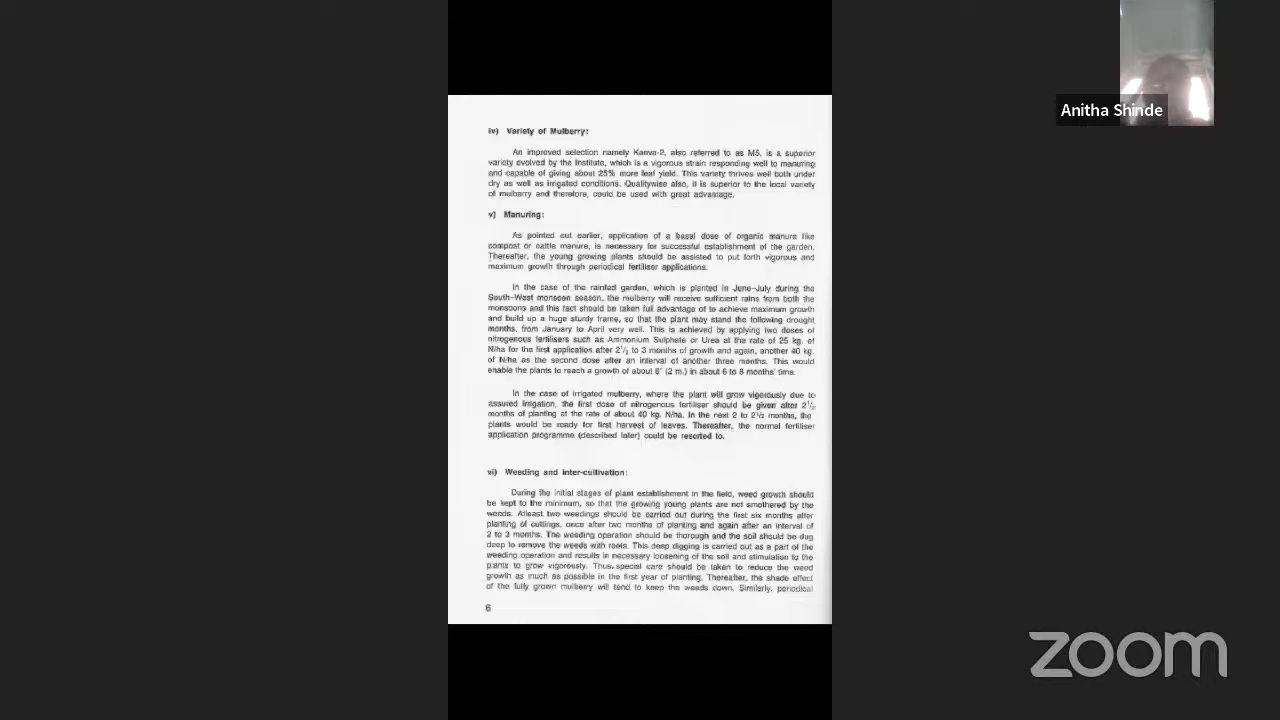 Anitha Shinde
iv) Variety of Mulberry:
An improved selection namely Kanva-2, also referred to as M5, is a superior
variety evolved by the Institute, which is a vigorous strain responding well to manuring
and capable of giving about 25% more leaf yield. This variety thrives well both under
dry as well as irrigated conditions. Qualitywise also, it is superior to the local variety
of mulberry and therefore, could be used with great advantage.
v) Manuring:
As pointed out earlier, application of a basal dose of organic manure like
compost or cattle manure, is necessary for successful establishment of the garden.
Thereafter, the young growing plants should be assisted to put forth vigorous and
maximum growth through periodical fertiliser applications.
In the case of the rainfed garden, which is planted in June-July during the
South-West monsoon season, the mulberry will receive sufficient rains from both the
monsoons and this fact should be taken full advantage of to achieve maximum growth
and build up a huge sturdy frame, so that the plant may stand the following drought
months, from January to April very well. This is achieved by applying two doses of
nitrogenous fertilisers such as Ammonium Sulphate or Urea at the rate of 25 kg. of
N/ha for the first application after 2½ to 3 months of growth and again, another 40 kg.
of N/ha as the second dose after an interval of another three months. This would
enable the plants to reach a growth of about 6' (2 m.) in about 6 to 8 months' time.
In the case of irrigated mulberry, where the plant will grow vigorously due to
assured irrigation, the first dose of nitrogenous fertiliser should be given after 2½
months of planting at the rate of about 40 kg. N/ha. In the next 2 to 2½ months, the
plants would be ready for first harvest of leaves. Thereafter, the normal fertiliser
application programme (described later) could be resorted to.
vi) Weeding and inter-cultivation:
During the initial stages of plant establishment in the field, weed growth should
be kept to the minimum, so that the growing young plants are not smothered by the
weeds. Atleast two weedings should be carried out during the first six months after
planting of cuttings, once after two months of planting and again after an interval of
2 to 3 months. The weeding operation should be thorough and the soil should be dug
deep to remove the weeds with roots. This deep digging is carried out as a part of the
weeding operation and results in necessary loosening of the soil and stimulation to the
plants to grow vigorously. Thus, special care should be taken to reduce the weed
growth as much as possible in the first year of planting. Thereafter, the shade effect
of the fully grown mulberry will tend to keep the weeds down. Similarly, periodical
6
zoom